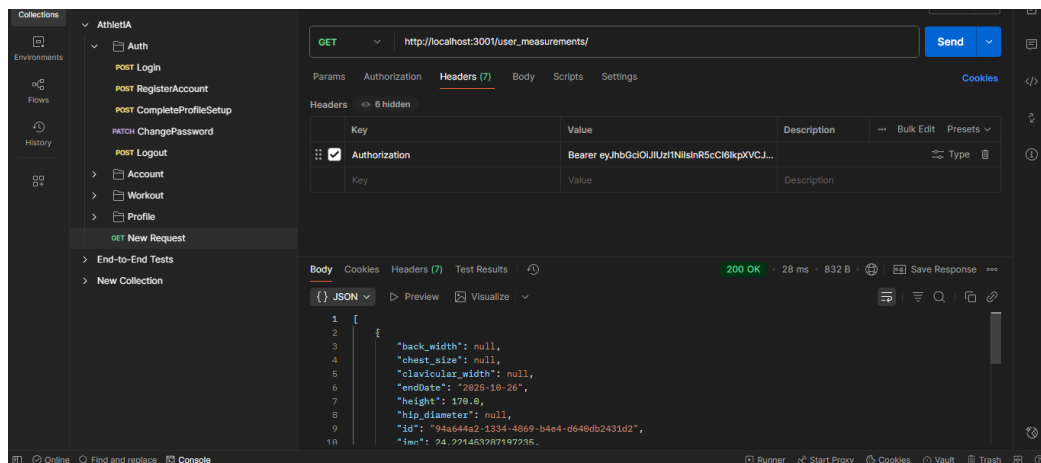 Collections
AthletIA
Auth
Environments
POST Login
POST RegisterAccount
Flows
POST CompleteProfileSetup
PATCH ChangePassword
History
POST Logout
Account
Workout
Profile
GET New Request
End-to-End Tests
New Collection
GET http://localhost:3001/user_measurements/ Send
Params Authorization Headers (7) Body Scripts Settings Cookies
Headers 6 hidden
Key Value Description Bulk Edit Presets
Authorization Bearer eyJhbGciOiJIUzI1NiIsInR5cCI6IkpXVCJ... Type
Key Value Description
Body Cookies Headers (7) Test Results 200 OK 28 ms 832 B Save Response
{} JSON Preview Visualize
1 [
2 {
3 "back_width": null,
4 "chest_size": null,
5 "clavicular_width": null,
6 "endDate": "2025-10-26",
7 "height": 170.0,
8 "hip_diameter": null,
9 "id": "94a644a2-1334-4869-b4e4-d640db2431d2",
10 "imc": 24.221453287197235,
Online Find and replace Console Runner Start Proxy Cookies Vault Trash